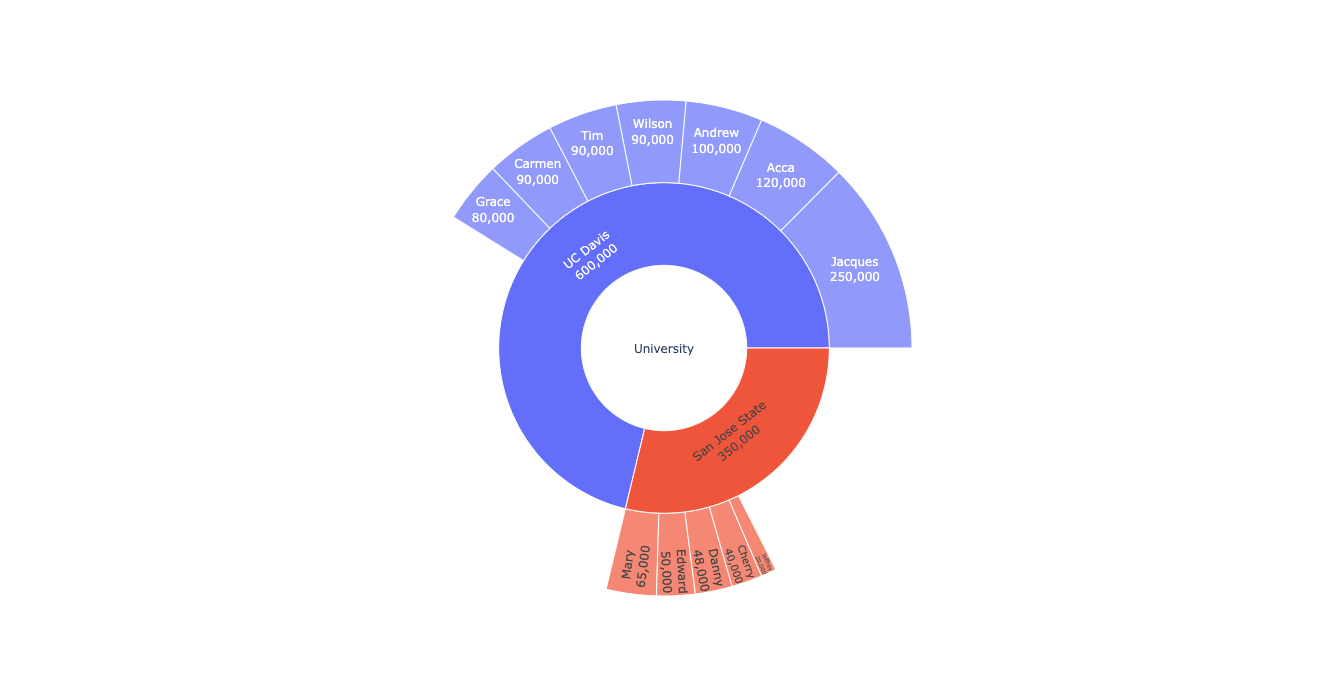 Wilson
90,000
Andrew
100,000
Tim
90,000
Carmen
90,000
Acca
120,000
Grace
80,000
UC Davis
600,000
Jacques
250,000
University
San Jose State
350,000
Mary
65,000
Edward
50,000
Danny
48,000
Cherry
40,000
20,000